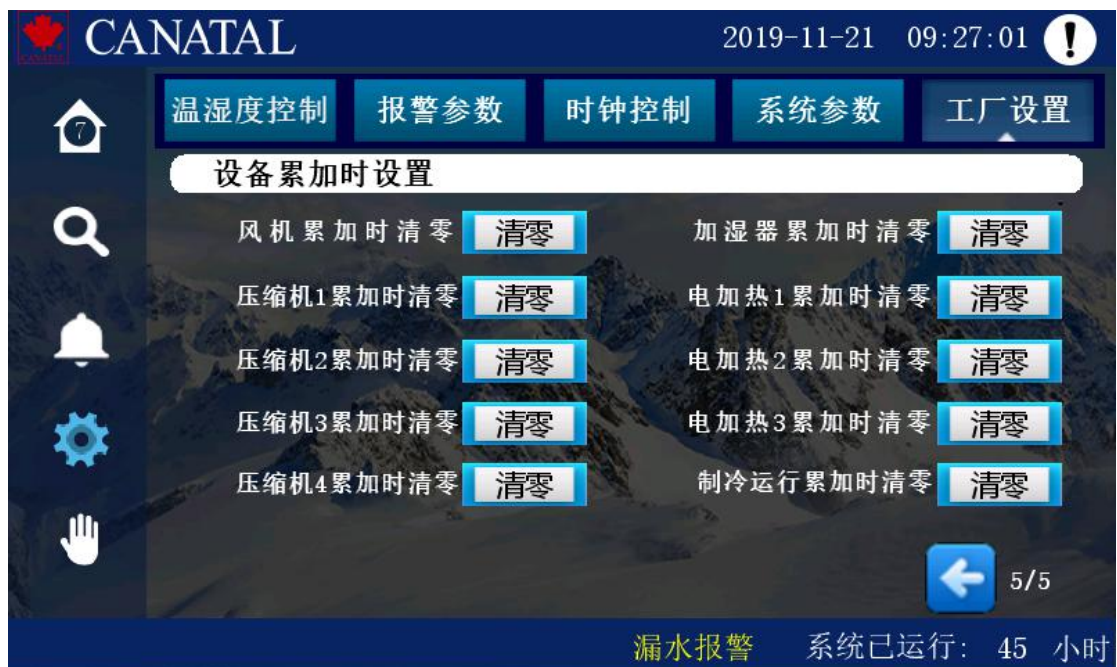 CANATAL 2019-11-21 09:27:01 !
CANATAL
温湿度控制 报警参数 时钟控制 系统参数 工厂设置
7
设备累加时设置
风机累加时清零 清零 加湿器累加时清零 清零
压缩机1累加时清零 清零 电加热1累加时清零 清零
压缩机2累加时清零 清零 电加热2累加时清零 清零
压缩机3累加时清零 清零 电加热3累加时清零 清零
压缩机4累加时清零 清零 制冷运行累加时清零 清零
5/5
漏水报警 系统已运行: 45 小时